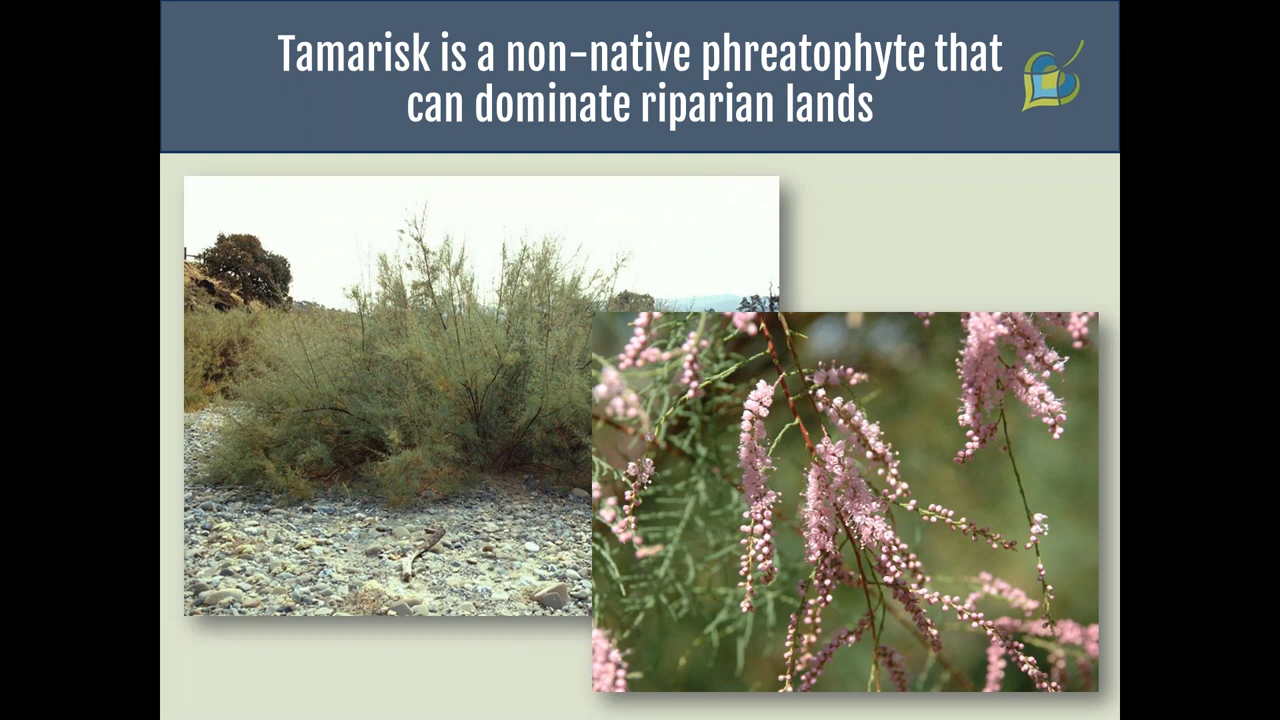 Tamarisk is a non-native phreatophyte that
can dominate riparian lands